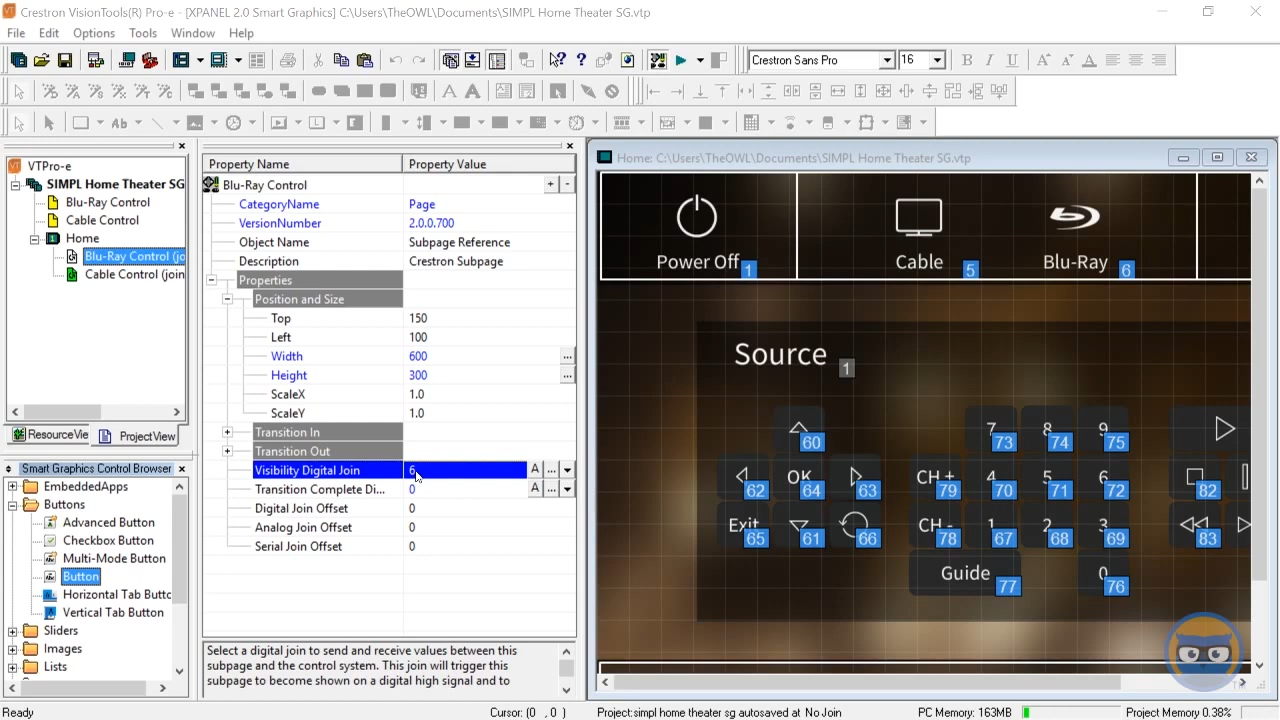 Crestron VisionTools(R) Pro-e - [XPANEL 2.0 Smart Graphics] C:\Users\TheOWL\Documents\SIMPL Home Theater SG.vtp
File Edit Options Tools Window Help
Crestron Sans Pro 16 B I U
VTPro-e
SIMPL Home Theater SG
Blu-Ray Control
Cable Control
Home
Blu-Ray Control (jo
Cable Control (join
ResourceVie ProjectView
Smart Graphics Control Browser
EmbeddedApps
Buttons
Advanced Button
Checkbox Button
Multi-Mode Button
Button
Horizontal Tab Butto
Vertical Tab Button
Sliders
Images
Lists
Property Name Property Value
Blu-Ray Control + -
CategoryName Page
VersionNumber 2.0.0.700
Object Name Subpage Reference
Description Crestron Subpage
Properties
Position and Size
Top 150
Left 100
Width 600 ...
Height 300 ...
ScaleX 1.0
ScaleY 1.0
Transition In
Transition Out
Visibility Digital Join 6 A ...
Transition Complete Di... 0 A ...
Digital Join Offset 0
Analog Join Offset 0
Serial Join Offset 0
Select a digital join to send and receive values between this
subpage and the control system. This join will trigger this
subpage to become shown on a digital high signal and to
Home: C:\Users\TheOWL\Documents\SIMPL Home Theater SG.vtp
Power Off 1 Cable 5 Blu-Ray 6
Source 1
60 7 73 8 74 9 75
62 OK 64 63 CH + 79 4 70 5 71 6 72 82
Exit 65 61 66 CH - 78 1 67 2 68 3 69 83
Guide 77 0 76
Ready Cursor: (0 , 0 ) Project:simpl home theater sg autosaved at No Join PC Memory: 163MB Project Memory 0.38%